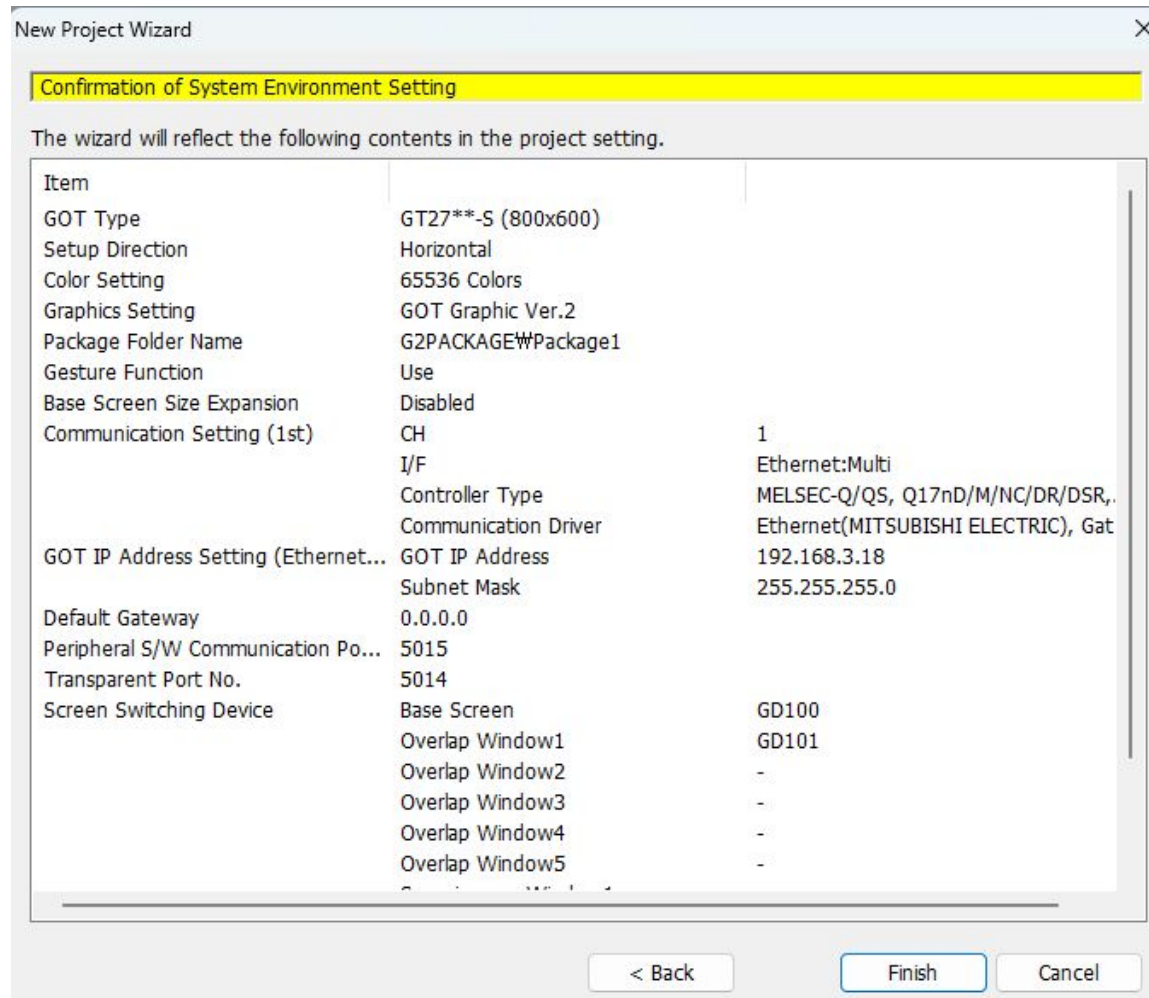 New Project Wizard
Confirmation of System Environment Setting
The wizard will reflect the following contents in the project setting.
Item
GOT Type GT27**-S (800x600)
Setup Direction Horizontal
Color Setting 65536 Colors
Graphics Setting GOT Graphic Ver.2
Package Folder Name G2PACKAGE₩Package1
Gesture Function Use
Base Screen Size Expansion Disabled
Communication Setting (1st) CH 1
I/F Ethernet:Multi
Controller Type MELSEC-Q/QS, Q17nD/M/NC/DR/DSR,.
Communication Driver Ethernet(MITSUBISHI ELECTRIC), Gat
GOT IP Address Setting (Ethernet... GOT IP Address 192.168.3.18
Subnet Mask 255.255.255.0
Default Gateway 0.0.0.0
Peripheral S/W Communication Po... 5015
Transparent Port No. 5014
Screen Switching Device Base Screen GD100
Overlap Window1 GD101
Overlap Window2 -
Overlap Window3 -
Overlap Window4 -
Overlap Window5 -
< Back Finish Cancel